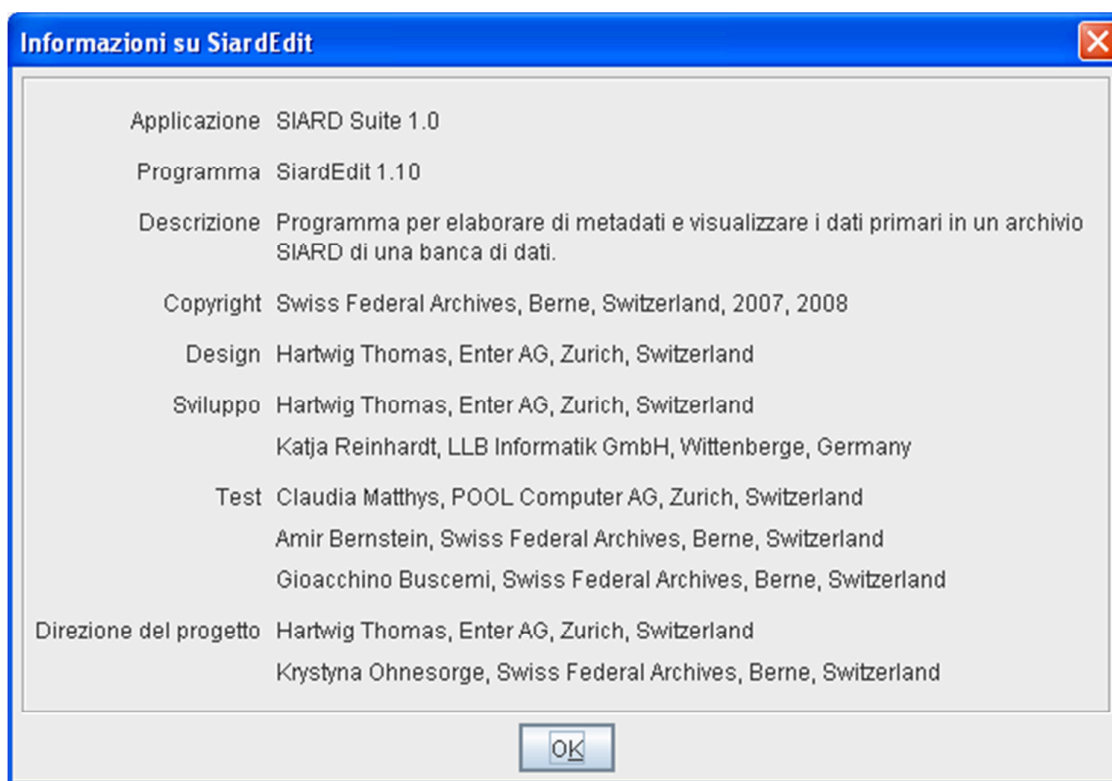 Informazioni su SiardEdit
Applicazione SIARD Suite 1.0
Programma SiardEdit 1.10
Descrizione Programma per elaborare di metadati e visualizzare i dati primari in un archivio
SIARD di una banca di dati.
Copyright Swiss Federal Archives, Berne, Switzerland, 2007, 2008
Design Hartwig Thomas, Enter AG, Zurich, Switzerland
Sviluppo Hartwig Thomas, Enter AG, Zurich, Switzerland
Katja Reinhardt, LLB Informatik GmbH, Wittenberge, Germany
Test Claudia Matthys, POOL Computer AG, Zurich, Switzerland
Amir Bernstein, Swiss Federal Archives, Berne, Switzerland
Gioacchino Buscemi, Swiss Federal Archives, Berne, Switzerland
Direzione del progetto Hartwig Thomas, Enter AG, Zurich, Switzerland
Krystyna Ohnesorge, Swiss Federal Archives, Berne, Switzerland
OK